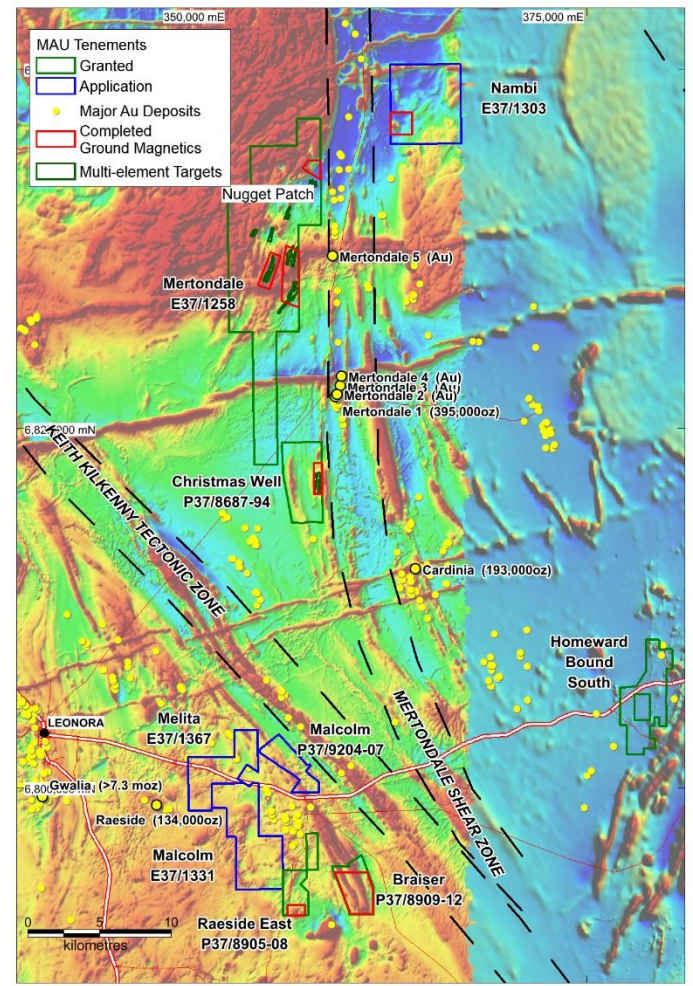 350,000 mE
375,000 mE
MAU Tenements
Granted
Application
Major Au Deposits
Completed
Ground Magnetics
Multi-element Targets
Nambi
E37/1303
Nugget Patch
Mertondale 5 (Au)
Mertondale
E37/1258
Mertondale 4 (Au)
Mertondale 3 (Au)
Mertondale 2 (Au)
Mertondale 1 (395,000oz)
KEITH KILKENNY TECTONIC ZONE
Christmas Well
P37/8687-94
Cardinia (193,000oz)
Homeward
Bound
South
MERTONDALE SHEAR ZONE
LEONORA
Melita
E37/1367
Malcolm
P37/9204-07
Gwalia (>7.3 moz)
Raeside (134,000oz)
Malcolm
E37/1331
Braiser
P37/8909-12
Raeside East
P37/8905-08
0 5 10
kilometres